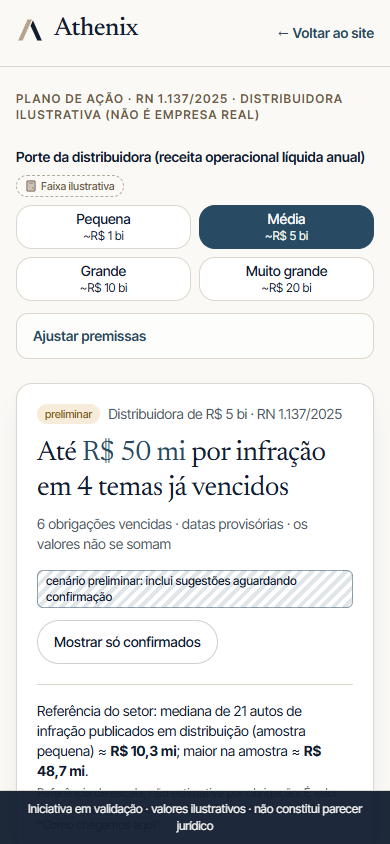 Athenix
← Voltar ao site
PLANO DE AÇÃO · RN 1.137/2025 · DISTRIBUIDORA
ILUSTRATIVA (NÃO É EMPRESA REAL)
Porte da distribuidora (receita operacional líquida anual)
Faixa ilustrativa
Pequena
~R$ 1 bi
Média
~R$ 5 bi
Grande
~R$ 10 bi
Muito grande
~R$ 20 bi
Ajustar premissas
preliminar Distribuidora de R$ 5 bi · RN 1.137/2025
Até R$ 50 mi por infração
em 4 temas já vencidos
6 obrigações vencidas · datas provisórias · os
valores não se somam
cenário preliminar: inclui sugestões aguardando
confirmação
Mostrar só confirmados
Referência do setor: mediana de 21 autos de
infração publicados em distribuição (amostra
pequena) ≈ R$ 10,3 mi; maior na amostra ≈ R$
48,7 mi.
Iniciativa em validação · valores ilustrativos · não constitui parecer
jurídico